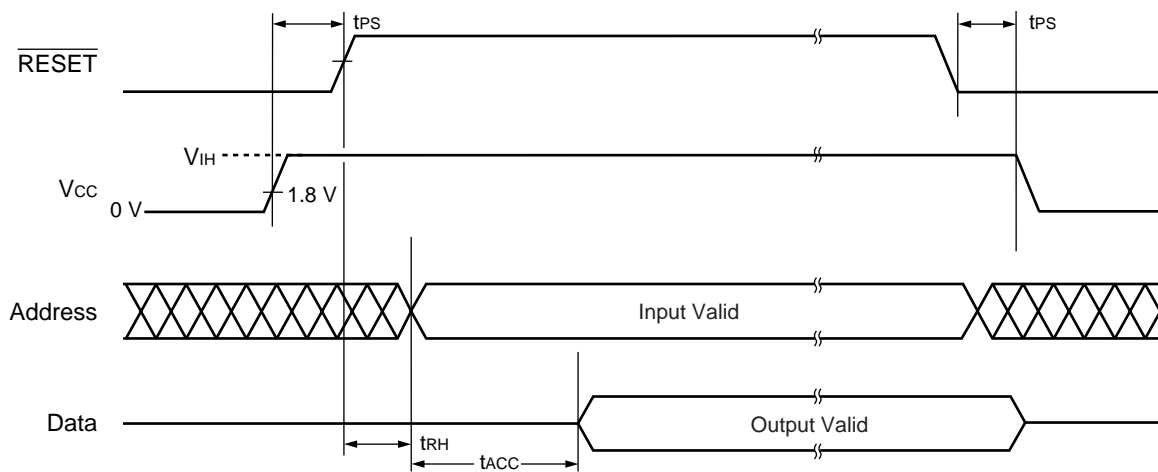 tPS
tPS
RESET
VIH
VCC
1.8 V
0 V
Address
Input Valid
Data
Output Valid
tRH
tACC